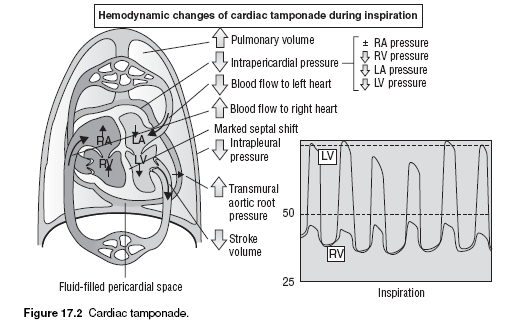 Hemodynamic changes of cardiac tamponade during inspiration
Pulmonary volume
Intrapericardial pressure
± RA pressure
RV pressure
LA pressure
LV pressure
Blood flow to left heart
Blood flow to right heart
Marked septal shift
Intrapleural
pressure
Transmural
aortic root
pressure
Stroke
volume
RA
LA
RV
LV
Fluid-filled pericardial space
LV
50
RV
25
Inspiration
Figure 17.2 Cardiac tamponade.